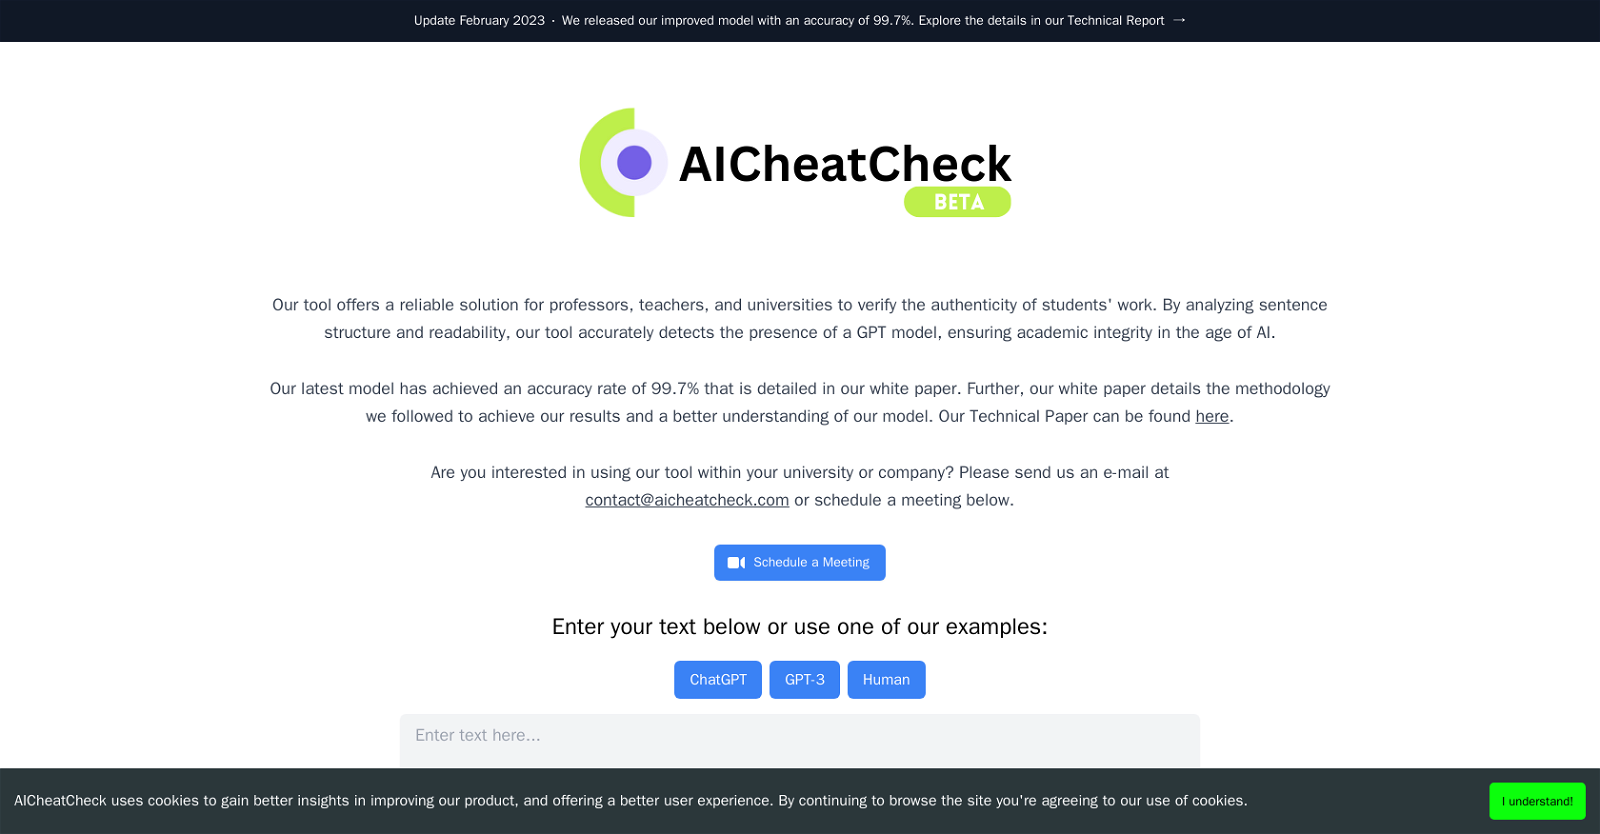 Update February 2023 · We released our improved model with an accuracy of 99.7%. Explore the details in our Technical Report →
AICheatCheck
BETA
Our tool offers a reliable solution for professors, teachers, and universities to verify the authenticity of students' work. By analyzing sentence
structure and readability, our tool accurately detects the presence of a GPT model, ensuring academic integrity in the age of AI.
Our latest model has achieved an accuracy rate of 99.7% that is detailed in our white paper. Further, our white paper details the methodology
we followed to achieve our results and a better understanding of our model. Our Technical Paper can be found here.
Are you interested in using our tool within your university or company? Please send us an e-mail at
contact@aicheatcheck.com or schedule a meeting below.
Schedule a Meeting
Enter your text below or use one of our examples:
ChatGPT GPT-3 Human
Enter text here...
AICheatCheck uses cookies to gain better insights in improving our product, and offering a better user experience. By continuing to browse the site you're agreeing to our use of cookies.
I understand!